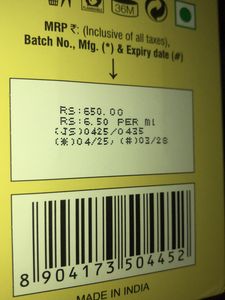 36M
MRP ₹: (Inclusive of all taxes),
Batch No., Mfg. (*) & Expiry date (#)
RS:650.00
RS:6.50 PER ml
(JS)0425/0435
(*)04/25, (#)03/28
8 904173 504452
MADE IN INDIA